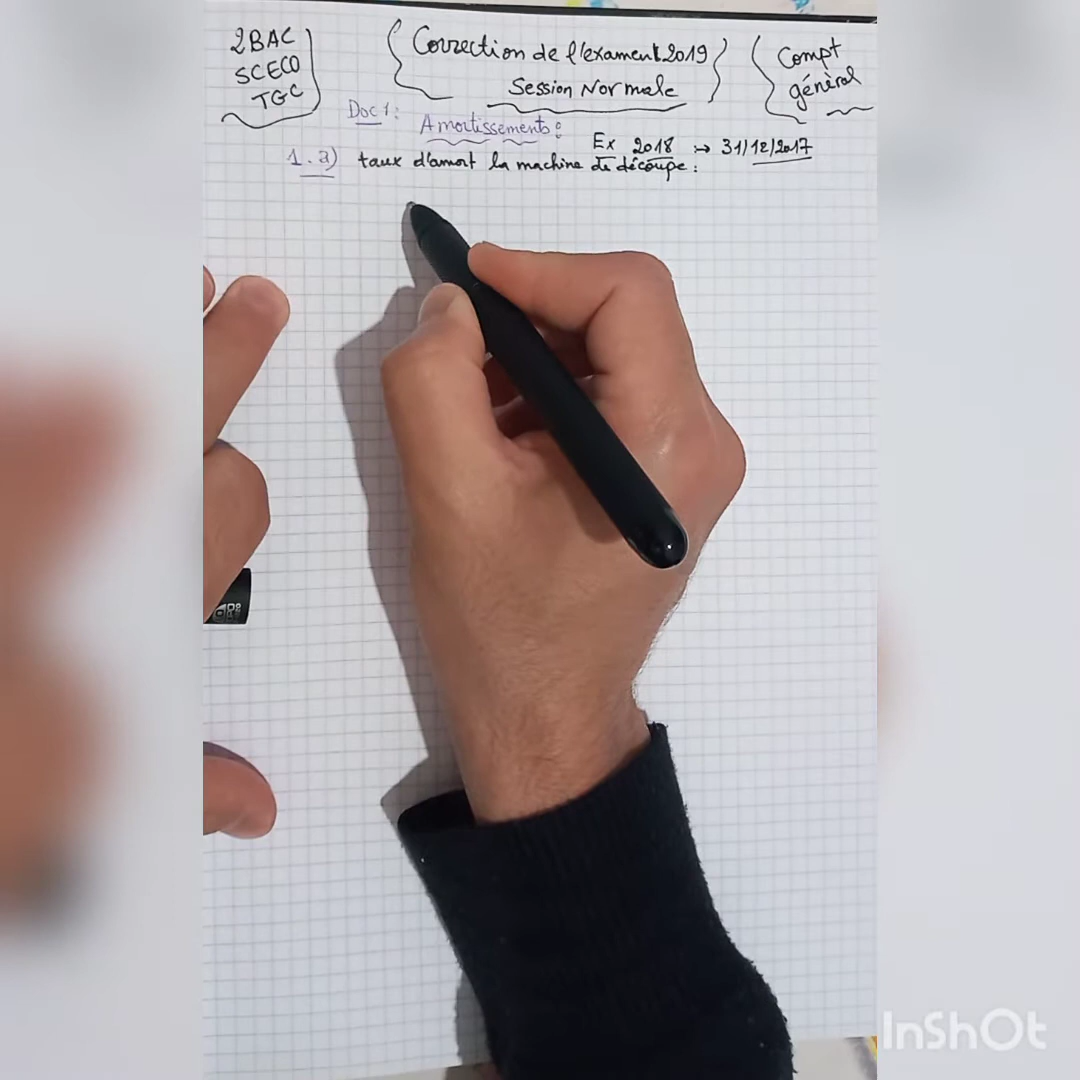 2BAC
SCECO
TGC
Correction de l'exament 2019
Session Normale
Compt
général
Doc 1:
Amortissements:
Ex 2018 → 31/12/2017
1. a) taux d'amort la machine de découpe :
InShOt